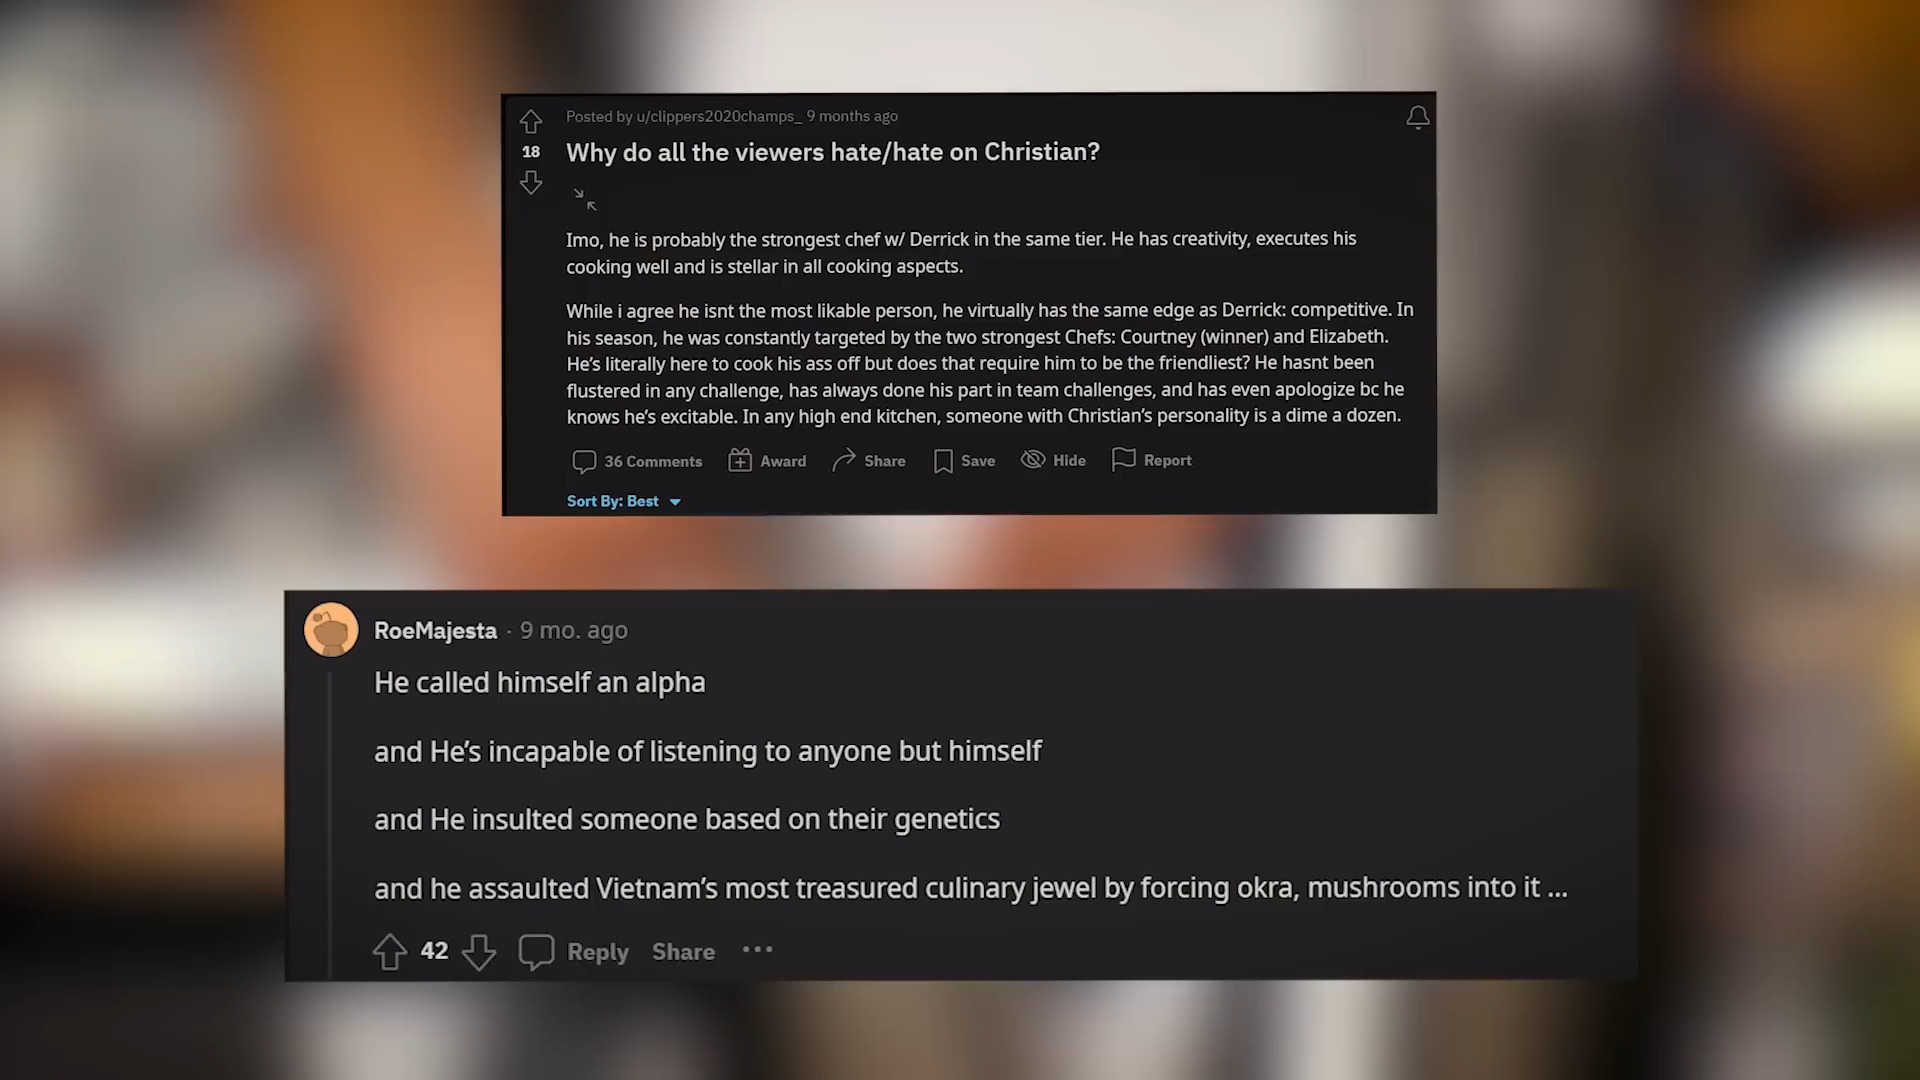 Posted by u/clippers2020champs_ 9 months ago
18
Why do all the viewers hate/hate on Christian?
Imo, he is probably the strongest chef w/ Derrick in the same tier. He has creativity, executes his
cooking well and is stellar in all cooking aspects.
While i agree he isnt the most likable person, he virtually has the same edge as Derrick: competitive. In
his season, he was constantly targeted by the two strongest Chefs: Courtney (winner) and Elizabeth.
He's literally here to cook his ass off but does that require him to be the friendliest? He hasnt been
flustered in any challenge, has always done his part in team challenges, and has even apologize bc he
knows he's excitable. In any high end kitchen, someone with Christian's personality is a dime a dozen.
36 Comments Award Share Save Hide Report
Sort By: Best
RoeMajesta · 9 mo. ago
He called himself an alpha
and He's incapable of listening to anyone but himself
and He insulted someone based on their genetics
and he assaulted Vietnam's most treasured culinary jewel by forcing okra, mushrooms into it ...
42 Reply Share ···